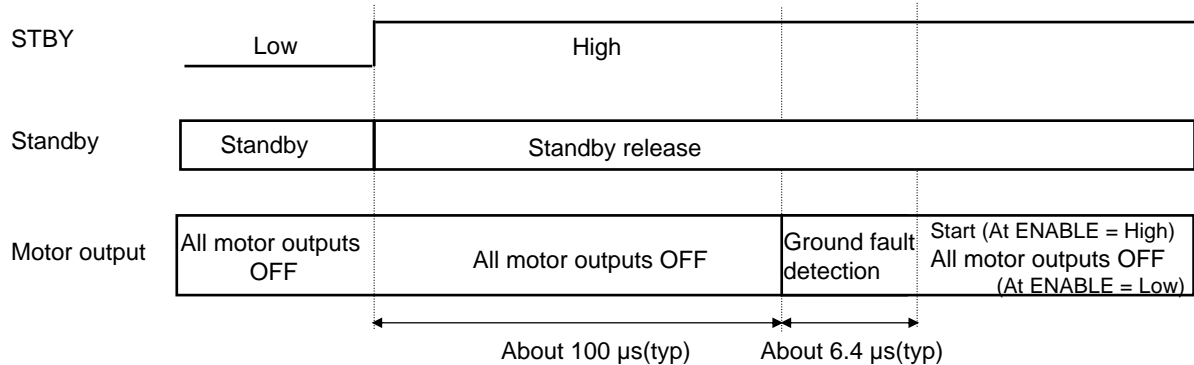 STBY
Low
High
Standby
Standby
Standby release
Motor output
All motor outputs
OFF
All motor outputs OFF
Ground fault
detection
Start (At ENABLE = High)
All motor outputs OFF
(At ENABLE = Low)
About 100 µs(typ)
About 6.4 µs(typ)